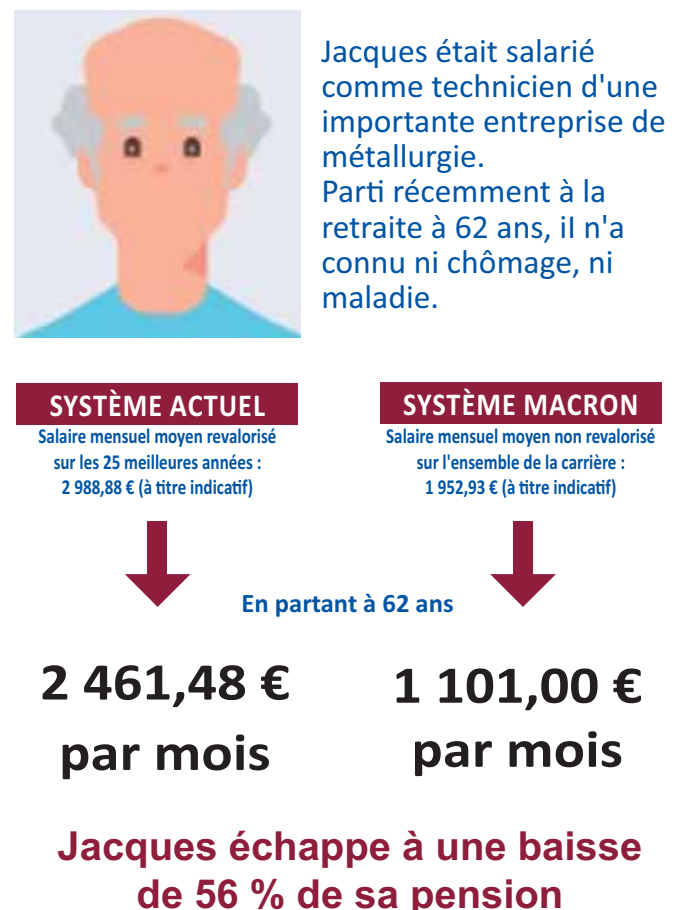 Jacques était salarié
comme technicien d'une
importante entreprise de
métallurgie.
Parti récemment à la
retraite à 62 ans, il n'a
connu ni chômage, ni
maladie.
SYSTÈME ACTUEL
Salaire mensuel moyen revalorisé
sur les 25 meilleures années :
2 988,88 € (à titre indicatif)
SYSTÈME MACRON
Salaire mensuel moyen non revalorisé
sur l'ensemble de la carrière :
1 952,93 € (à titre indicatif)
En partant à 62 ans
2 461,48 €
par mois
1 101,00 €
par mois
Jacques échappe à une baisse
de 56 % de sa pension